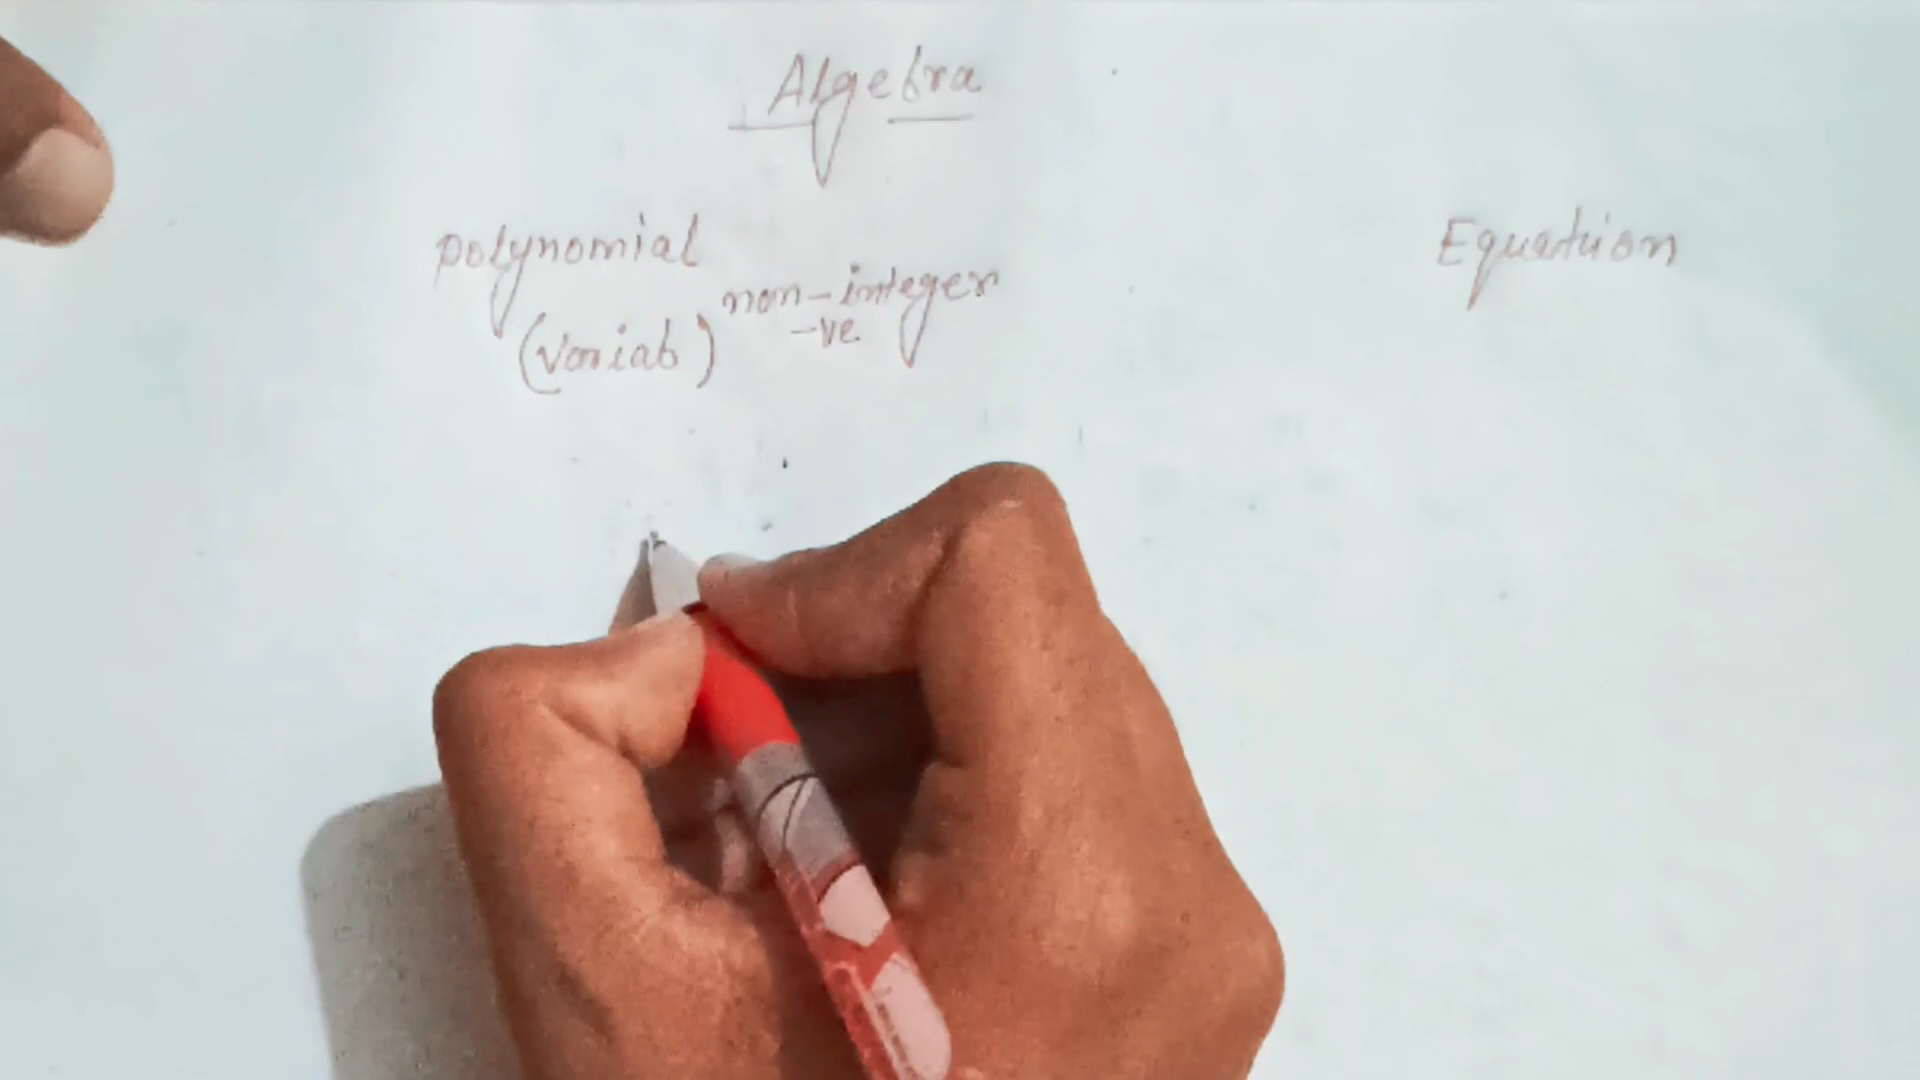 Algebra
polynomial
Equation
(variab) non-integer
-ve